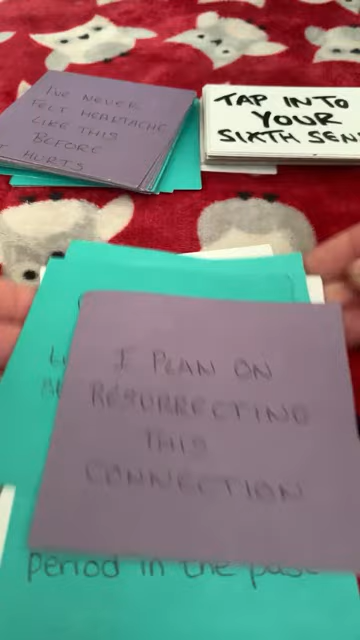 I'VE NEVER
FELT HEARTACHE
LIKE THIS
BEFORE
IT HURTS
TAP INTO
YOUR
SIXTH SEN
I PLAN ON
RESURRECTING
THIS
CONNECTION
period in the past